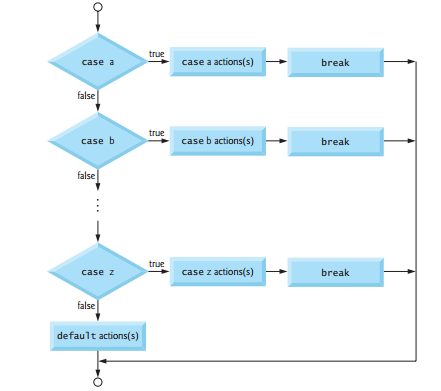 true
case a
case a actions(s)
break
false
true
case b
case b actions(s)
break
false
true
case z
case z actions(s)
break
false
default actions(s)